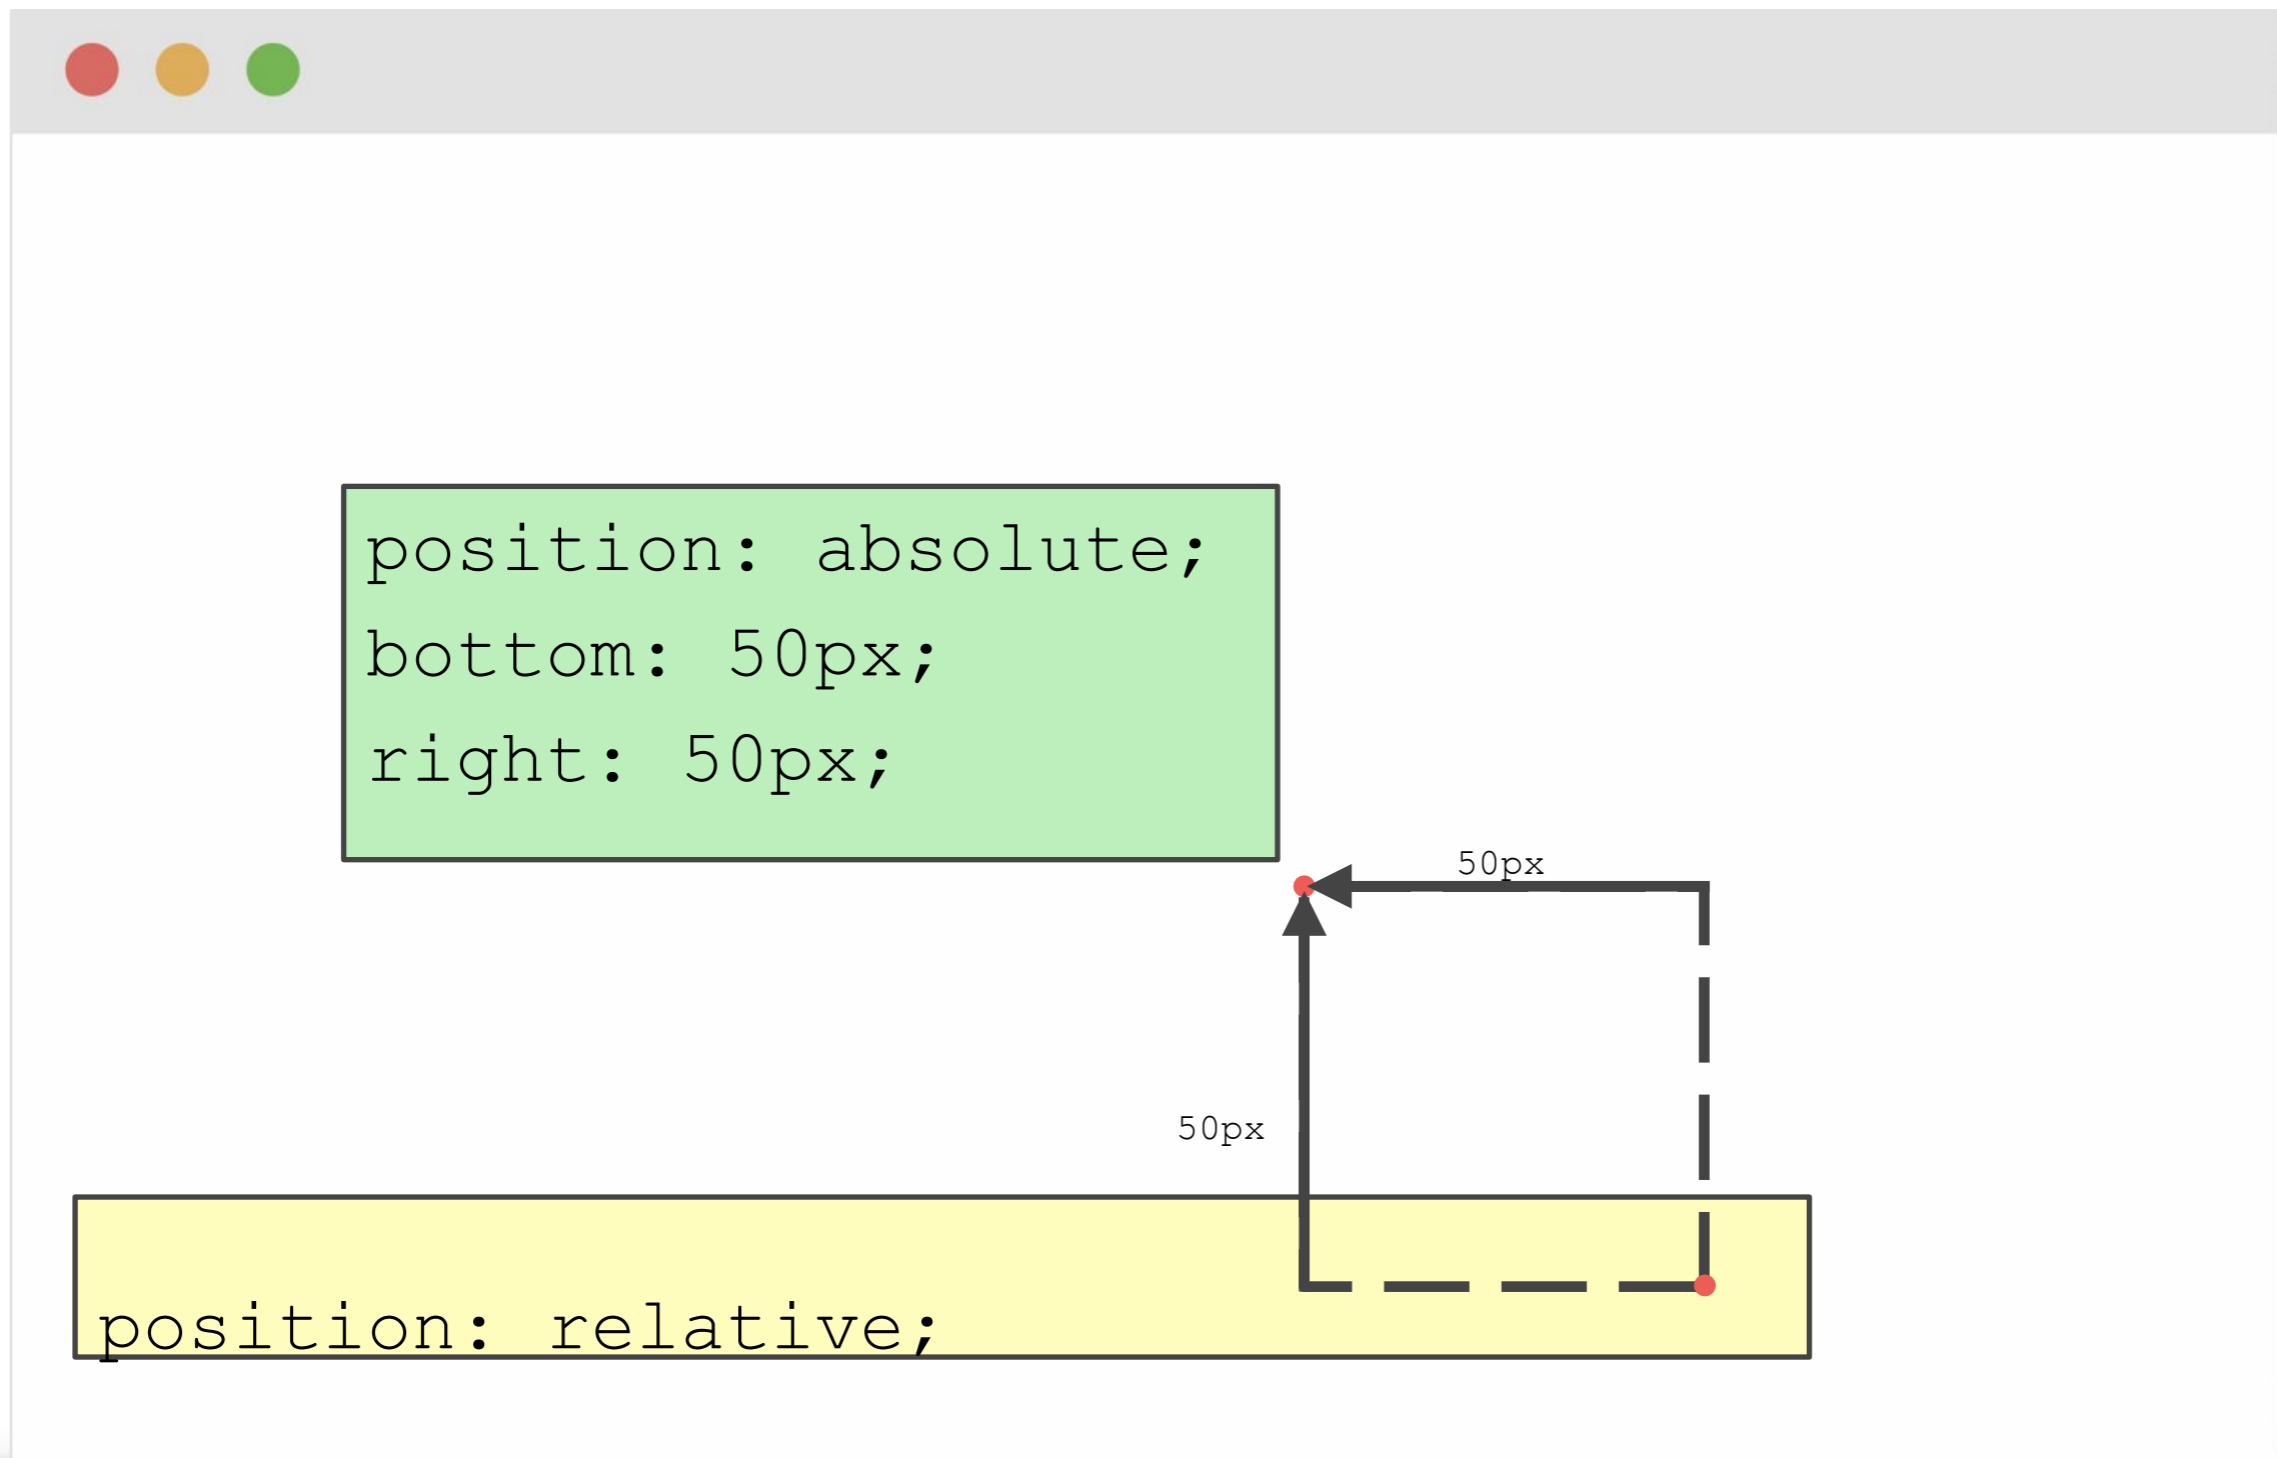 position: absolute;
bottom: 50px;
right: 50px;
50px
50px
position: relative;